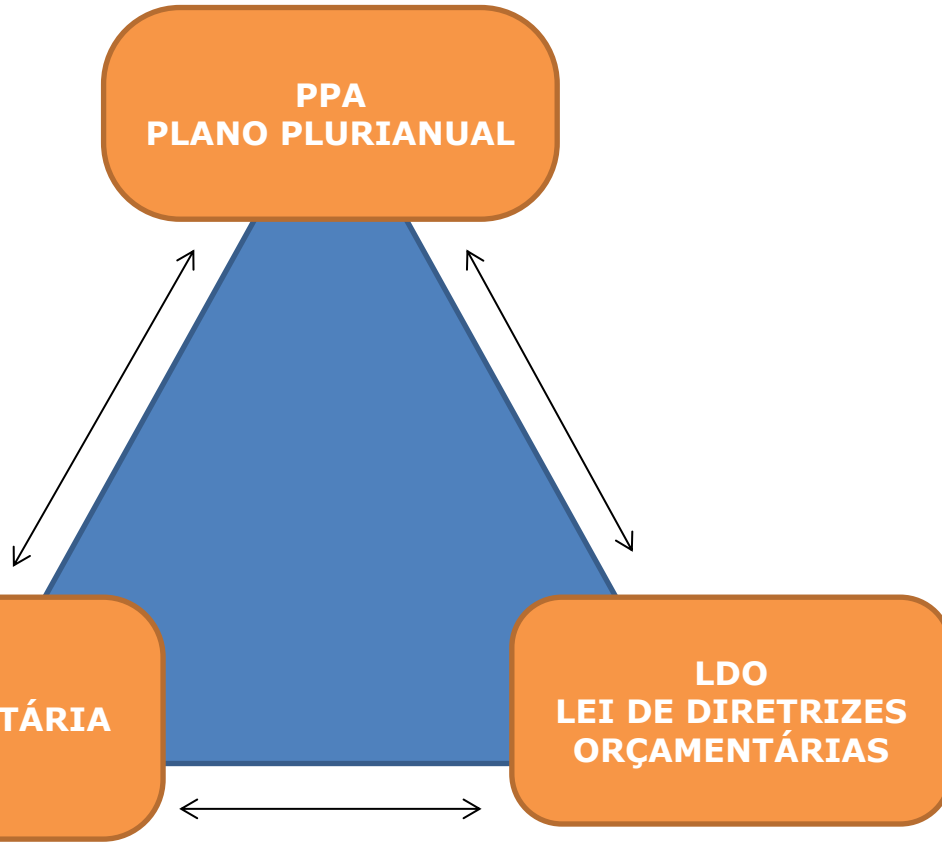 PPA
PLANO PLURIANUAL
TÁRIA
LDO
LEI DE DIRETRIZES
ORÇAMENTÁRIAS